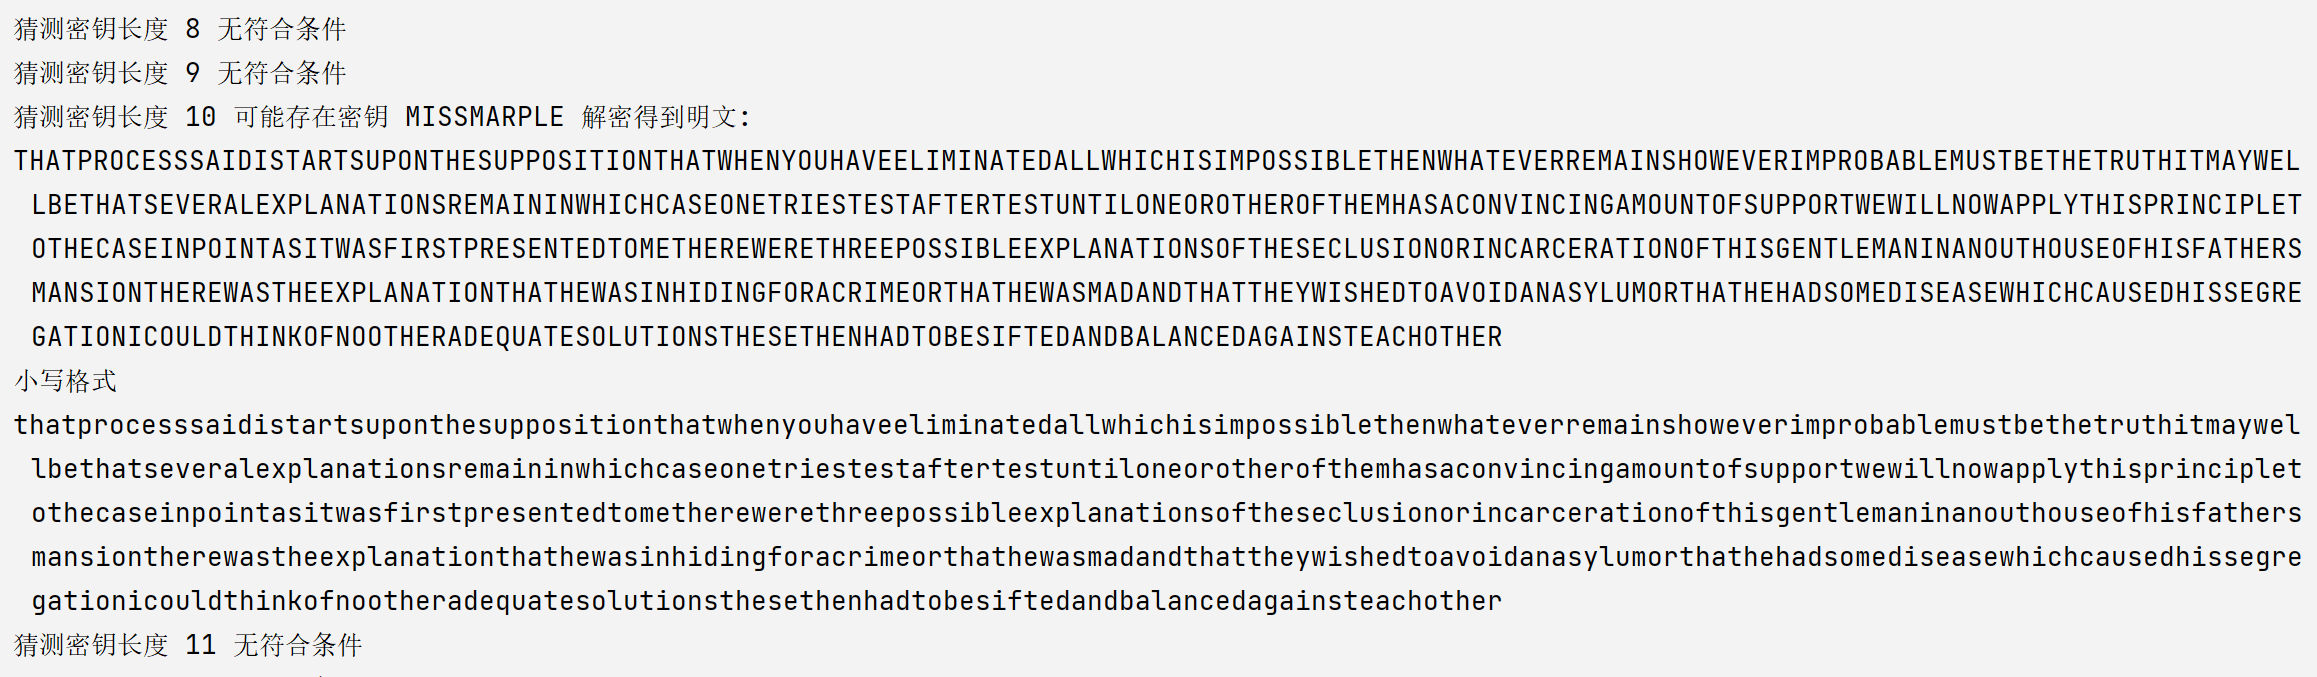 猜测密钥长度 8 无符合条件
猜测密钥长度 9 无符合条件
猜测密钥长度 10 可能存在密钥 MISSMARPLE 解密得到明文：
THATPROCESSSAIDISTARTSUPONTHESUPPOSITIONTHATWHENYOUHAVEELIMINATEDALLWHICHISIMPOSSIBLETHENWHATEVERREMAINSHOWEVERIMPROBABLEMUSTBETHETRUTHITMAYWEL
LBETHATSEVERALEXPLANATIONSREMAININWHICHCASEONETRIESTESTAFTERTESTUNTILONEOROTHEROFTHEMHASACONVINCINGAMOUNTOFSUPPORTWEWILLNOWAPPLYTHISPRINCIPLET
OTHECASEINPOINTASITWASFIRSTPRESENTEDTOMETHEREWERETHREEPOSSIBLEEXPLANATIONSOFTHESECLUSIONORINCARCERATIONOFTHISGENTLEMANINANOUTHOUSEOFHISFATHERS
MANSIONTHEREWASTHEEXPLANATIONTHATHEWASINHIDINGFORACRIMEORTHATHEWASMADANDTHATTHEYWISHEDTOAVOIDANASYLUMORTHATHEHADSOMEDISEASEWHICHCAUSEDHISSEGRE
GATIONICOULDTHINKOFNOOTHERADEQUATESOLUTIONSTHESETHENHADTOBESIFTEDANDBALANCEDAGAINSTEACHOTHER
小写格式
thatprocesssaidistartsuponthesuppositionthatwhenyouhaveeliminatedallwhichisimpossiblethenwhateverremainshoweverimprobablemustbethetruthitmaywel
lbethatseveralexplanationsremaininwhichcaseonetriestestaftertestuntiloneorotherofthemhasaconvincingamountofsupportwewillnowapplythisprinciplet
othecaseinpointasitwasfirstpresentedtometherewerethreepossibleexplanationsoftheseclusionorincarcerationofthisgentlemaninanouthouseofhisfathers
mansiontherewastheexplanationthathewasinhidingforacrimeorthathewasmadandthattheywishedtoavoidanasylumorthathehadsomediseasewhichcausedhissegre
gationicouldthinkofnootheradequatesolutionsthesethenhadtobesiftedandbalancedagainsteachother
猜测密钥长度 11 无符合条件